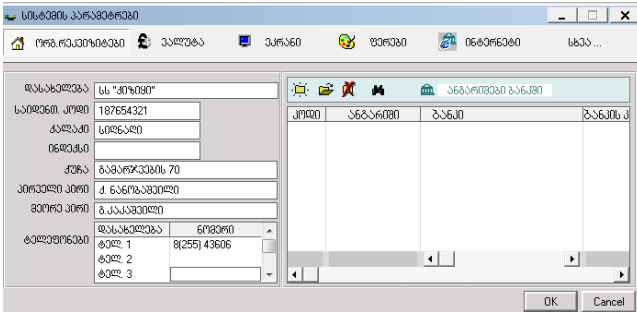 სისტემის პარამეტრები
ორგ.რეკვიზიტები ვალუტა ეკრანი ფერები ინტერნეტი სხვა ...
დასახელება სს "ქიზიყი"
საიდენტ. კოდი 187654321
ქალაქი სიღნაღი
ინდექსი
ქუჩა გამარჯვების 70
პირველი პირი ქ. ნანობაშვილი
მეორე პირი გ.კაკაშვილი
ტელეფონები
დასახელება ნომერი
ტელ. 1 8(255) 43606
ტელ. 2
ტელ. 3
ანგარიშები ბანკში
კოდი ანგარიში ბანკი ბანკის კ
OK Cancel